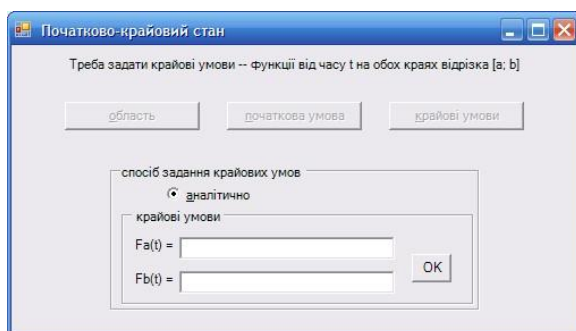 Початково-крайовий стан
Треба задати крайові умови -- функції від часу t на обох краях відрізка [a; b]
область початкова умова крайові умови
спосіб задання крайових умов
аналітично
крайові умови
Fa(t) =
OK
Fb(t) =